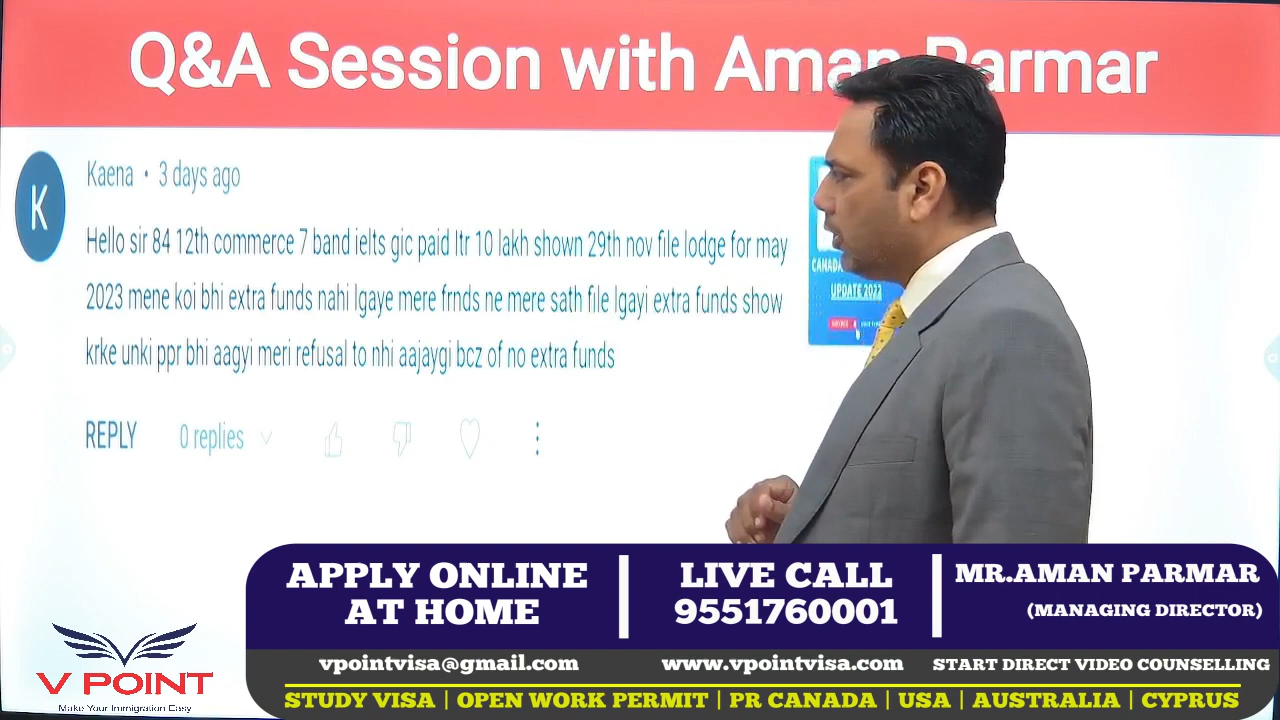 Q&A Session with Aman Parmar
K
Kaena • 3 days ago
Hello sir 84 12th commerce 7 band ielts gic paid Itr 10 lakh shown 29th nov file lodge for may
2023 mene koi bhi extra funds nahi lgaye mere frnds ne mere sath file lgayi extra funds show
krke unki ppr bhi aagyi meri refusal to nhi aajaygi bcz of no extra funds
REPLY 0 replies
UPDATE 2022
APPLY ONLINE
AT HOME
LIVE CALL
9551760001
MR.AMAN PARMAR
(MANAGING DIRECTOR)
vpointvisa@gmail.com www.vpointvisa.com START DIRECT VIDEO COUNSELLING
STUDY VISA | OPEN WORK PERMIT | PR CANADA | USA | AUSTRALIA | CYPRUS
V POINT
Make Your Immigration Easy